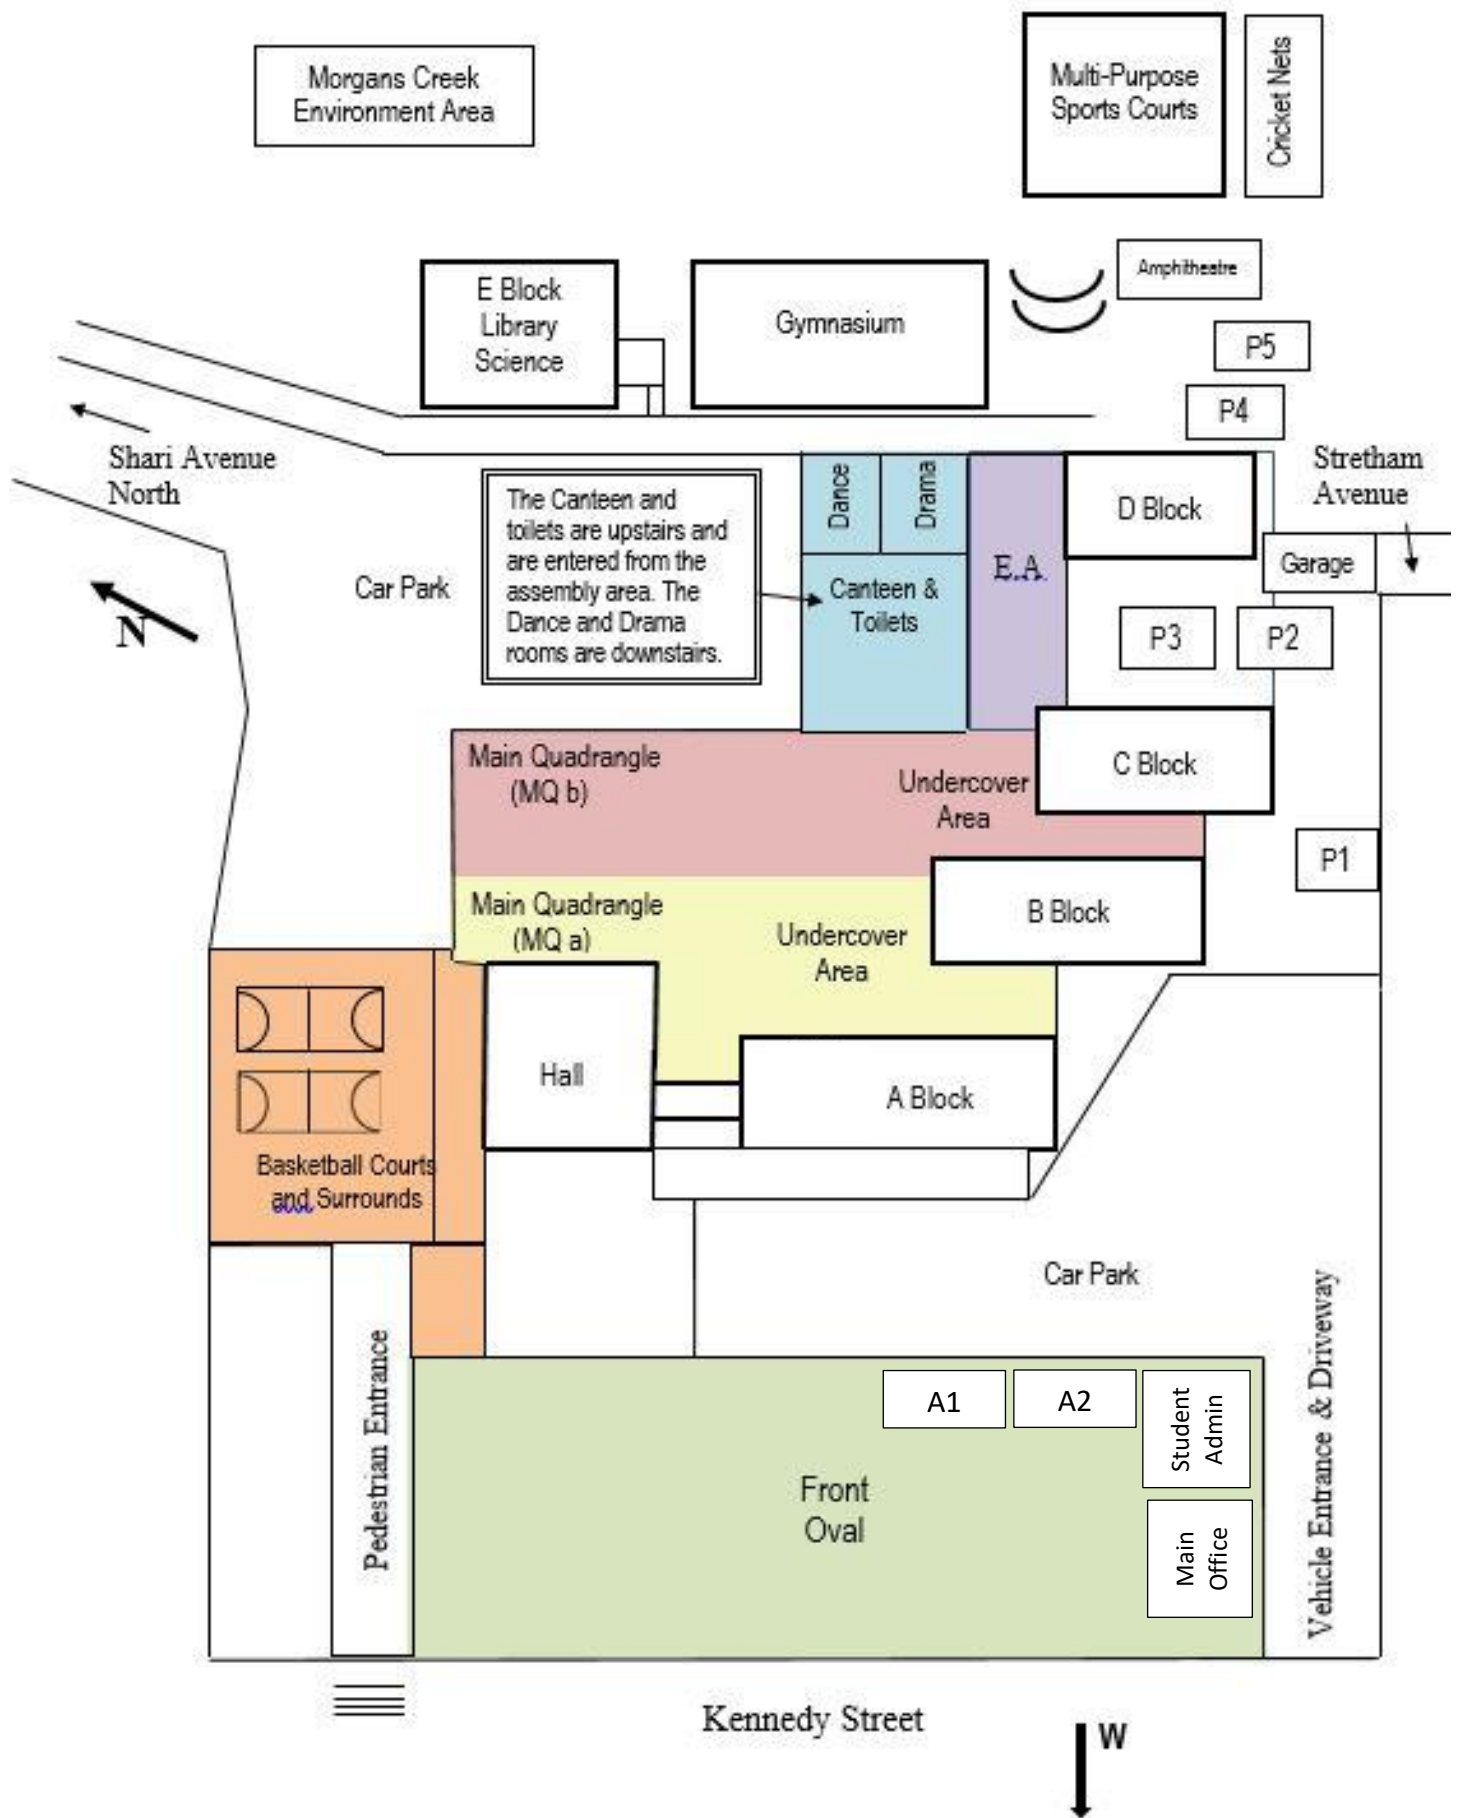 Morgans Creek
Environment Area
Multi-Purpose
Sports Courts
Cricket Nets
E Block
Library
Science
Gymnasium
Amphitheatre
P5
P4
Shari Avenue
North
Stretham
Avenue
The Canteen and
toilets are upstairs and
are entered from the
assembly area. The
Dance and Drama
rooms are downstairs.
Dance
Drama
D Block
E.A.
Garage
Car Park
Canteen &
Toilets
N
P3
P2
Main Quadrangle
(MQ b)
Undercover
Area
C Block
P1
Main Quadrangle
(MQ a)
Undercover
Area
B Block
Hall
A Block
Basketball Courts
and Surrounds
Car Park
Pedestrian Entrance
A1
A2
Student
Admin
Front
Oval
Main
Office
Vehicle Entrance & Driveway
Kennedy Street
W